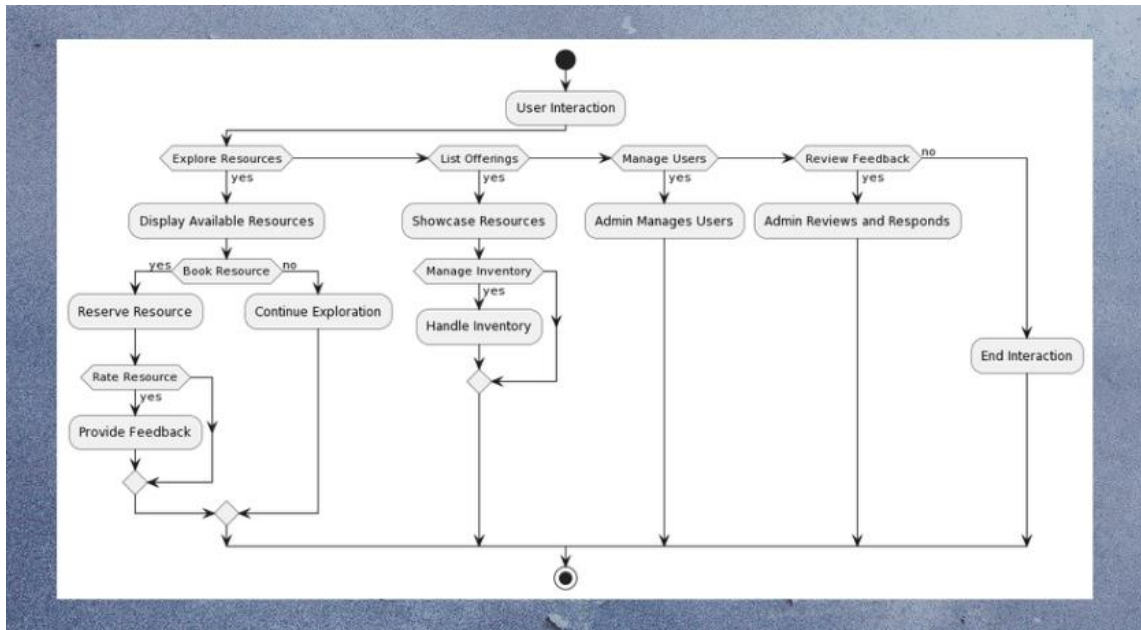 User Interaction
Explore Resources
List Offerings
Manage Users
Review Feedback
no
yes
yes
yes
yes
Display Available Resources
Showcase Resources
Admin Manages Users
Admin Reviews and Responds
yes
Book Resource
no
Manage Inventory
yes
Reserve Resource
Continue Exploration
Handle Inventory
End Interaction
Rate Resource
yes
Provide Feedback